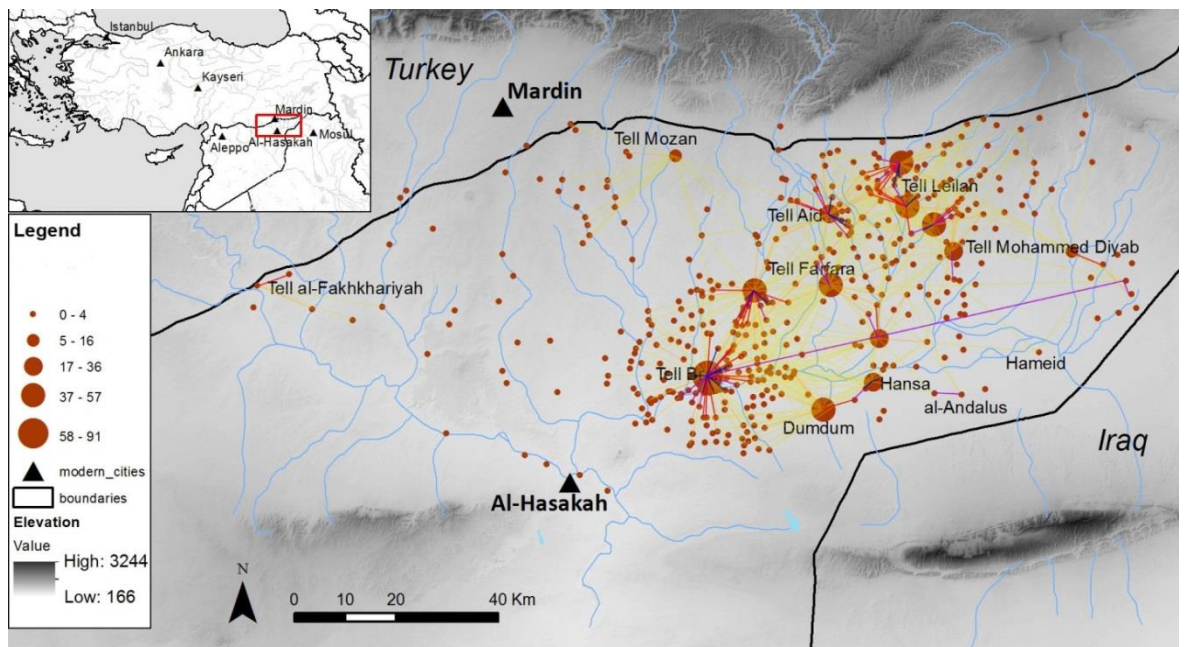 Istanbul
Ankara
Kayseri
Mardin
Aleppo
Al-Hasakah
Mosul
Turkey
Mardin
Tell Mozan
Tell Leilan
Tell Aid
Tell Mohammed Diyab
Tell Farfara
Tell al-Fakhkhariyah
Tell B
Hameid
Hansa
al-Andalus
Dumdum
Iraq
Al-Hasakah
Legend
0 - 4
5 - 16
17 - 36
37 - 57
58 - 91
modern_cities
boundaries
Elevation
Value
High: 3244
Low: 166
N
0 10 20 40 Km